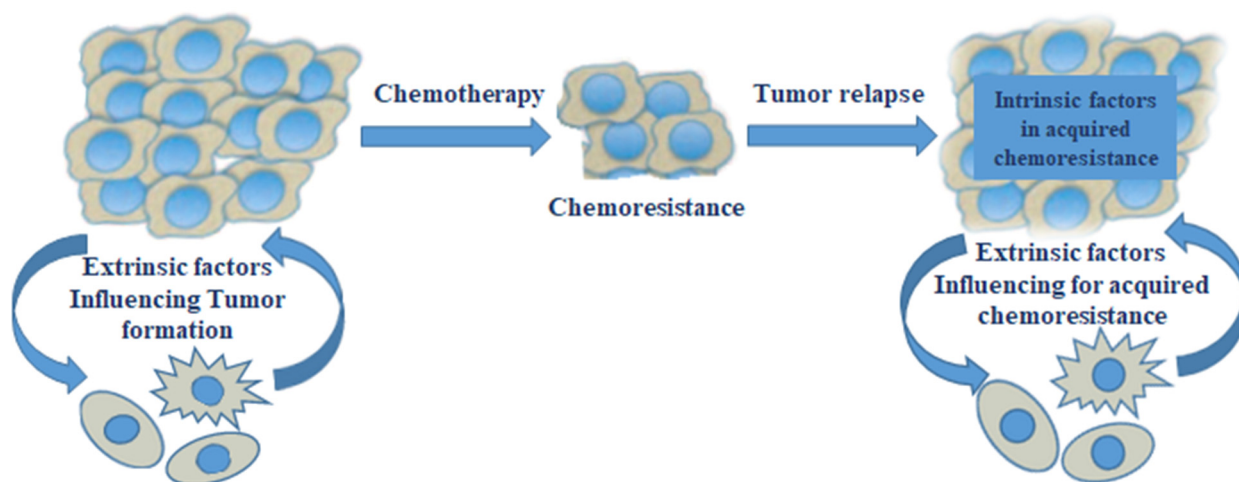 Chemotherapy
Tumor relapse
Intrinsic factors
in acquired
chemoresistance
Chemoresistance
Extrinsic factors
Influencing Tumor
formation
Extrinsic factors
Influencing for acquired
chemoresistance